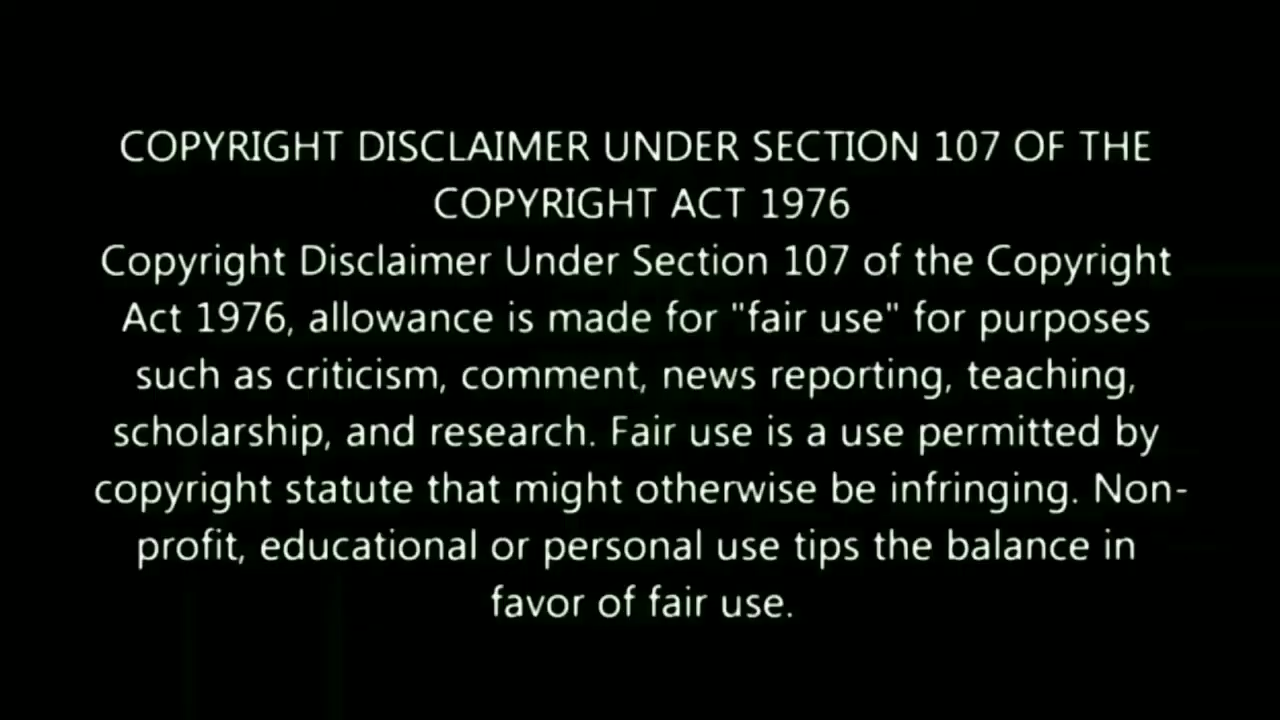 COPYRIGHT DISCLAIMER UNDER SECTION 107 OF THE
COPYRIGHT ACT 1976
Copyright Disclaimer Under Section 107 of the Copyright
Act 1976, allowance is made for "fair use" for purposes
such as criticism, comment, news reporting, teaching,
scholarship, and research. Fair use is a use permitted by
copyright statute that might otherwise be infringing. Non-
profit, educational or personal use tips the balance in
favor of fair use.